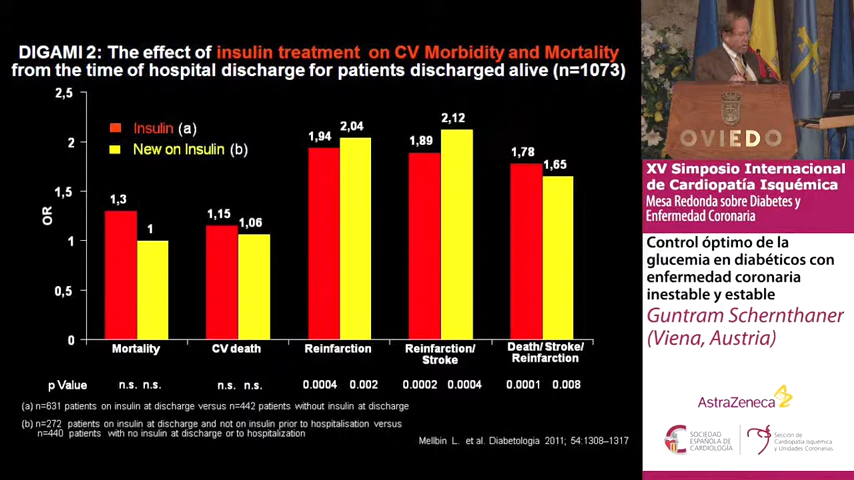 DIGAMI 2: The effect of insulin treatment on CV Morbidity and Mortality
from the time of hospital discharge for patients discharged alive (n=1073)
2,5
2
1,5
1
0,5
0
OR
Insulin (a)
New on Insulin (b)
1,3
1
1,15
1,06
1,94
2,04
1,89
2,12
1,78
1,65
Mortality
CV death
Reinfarction
Reinfarction/
Stroke
Death/Stroke/
Reinfarction
p Value
n.s. n.s.
n.s. n.s.
0.0004 0.002
0.0002 0.0004
0.0001 0.008
(a) n=631 patients on insulin at discharge versus n=442 patients without insulin at discharge
(b) n=272 patients on insulin at discharge and not on insulin prior to hospitalisation versus
n=440 patients with no insulin at discharge or to hospitalization
Mellbin L. et al. Diabetologia 2011; 54:1308–1317
OVIEDO
XV Simposio Internacional
de Cardiopatía Isquémica
Mesa Redonda sobre Diabetes y
Enfermedad Coronaria
Control óptimo de la
glucemia en diabéticos con
enfermedad coronaria
inestable y estable
Guntram Schernthaner
(Viena, Austria)
AstraZeneca
SOCIEDAD
ESPAÑOLA DE
CARDIOLOGÍA
Sección de
Cardiopatía Isquémica
y Unidades Coronarias